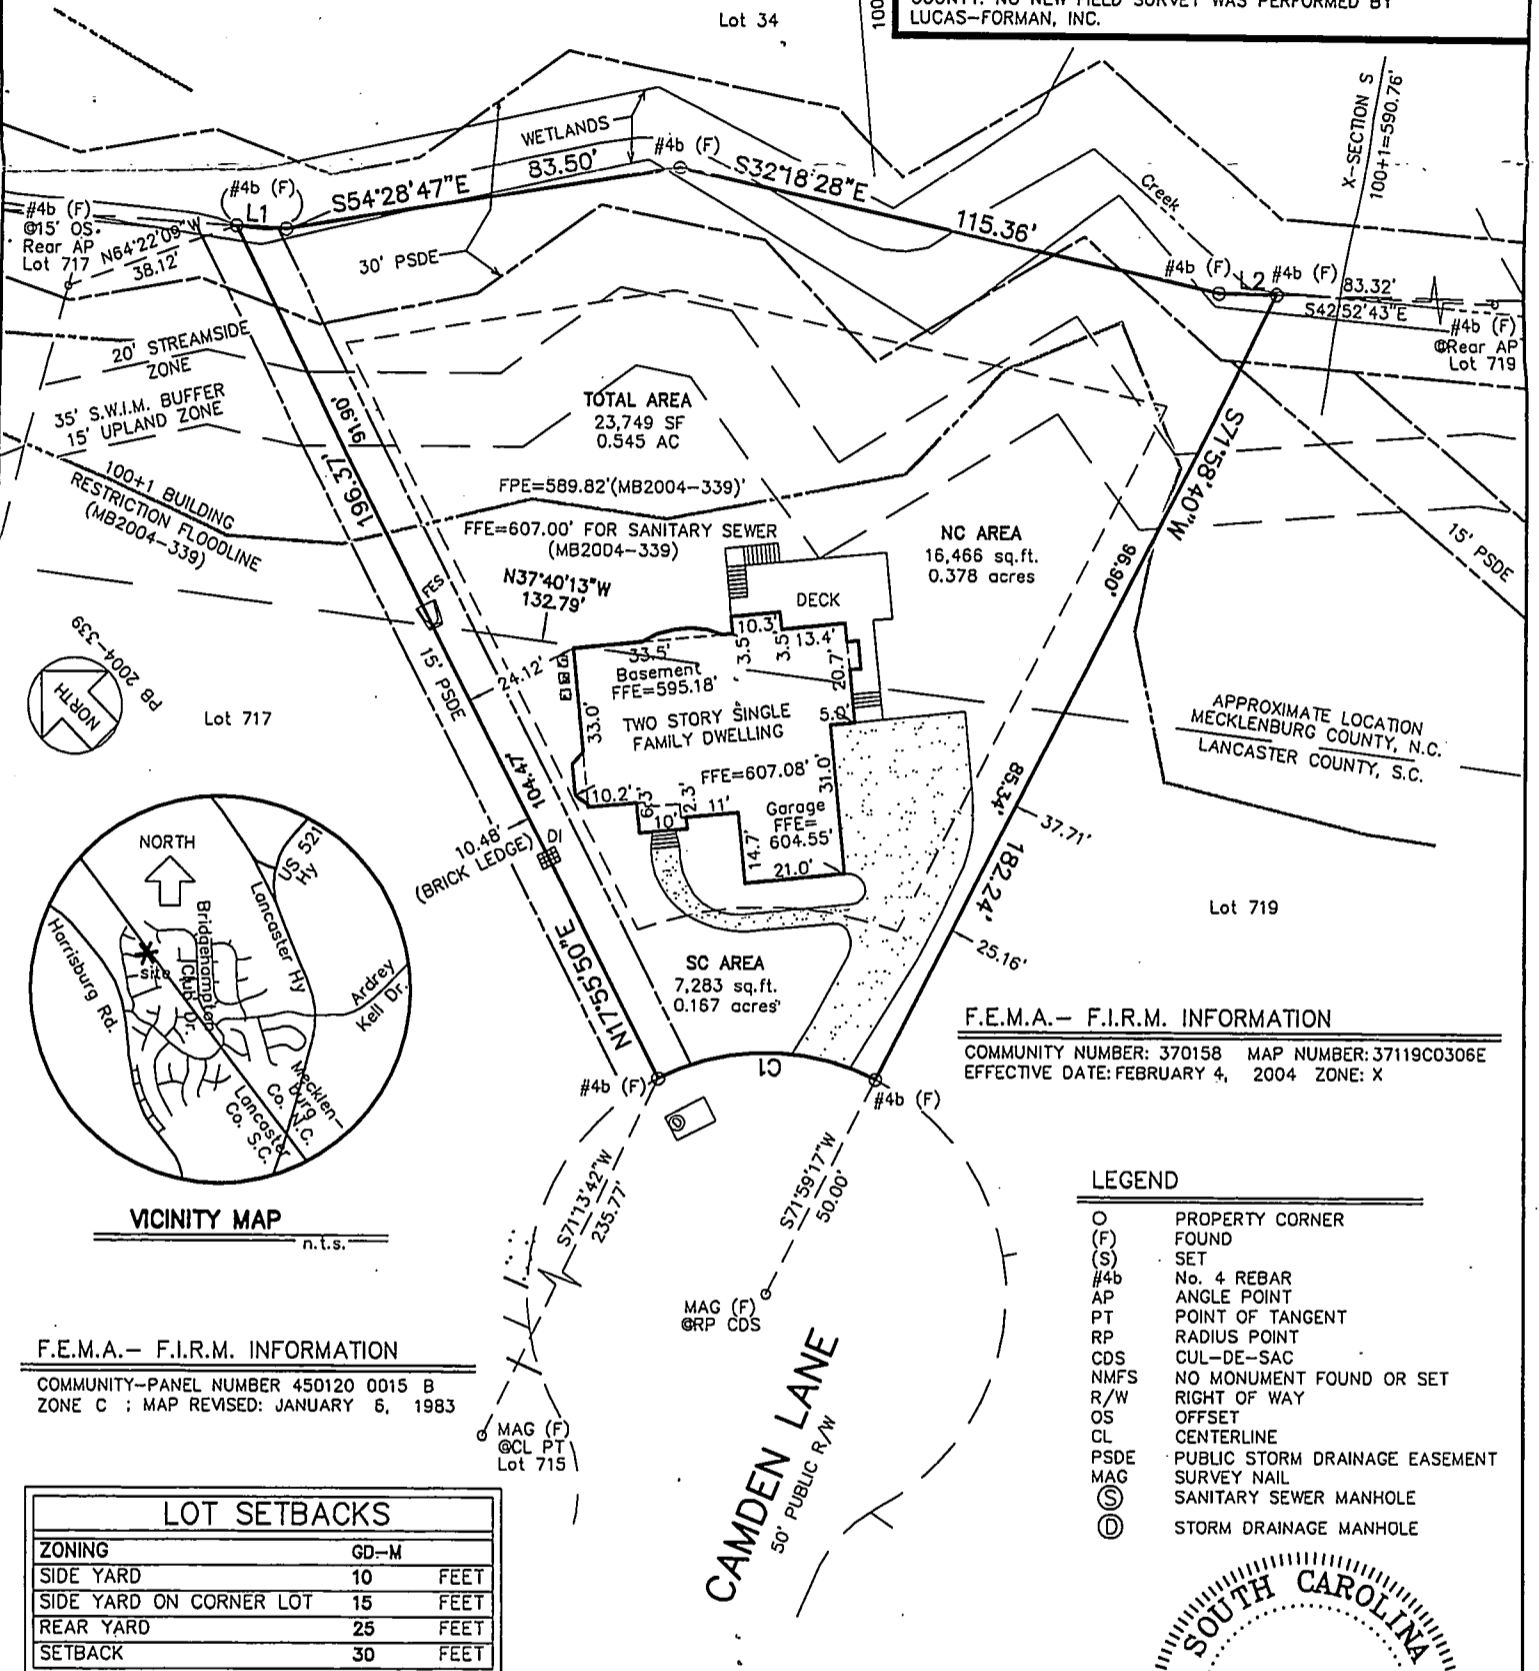 Lot 34
LUCAS-FORMAN, INC.
100
X-SECTION S
100+1=590.76'
WETLANDS
#4b (F)
S54°28'47"E
83.50'
S32°18'28"E
115.36'
Creek
#4b (F)
L1
#4b (F)
@15' OS
Rear AP
Lot 717
N64°22'09"W
38.12'
30' PSDE
#4b (F)
L2
#4b (F)
83.32'
S42°52'43"E
#4b (F)
@Rear AP
Lot 719
20' STREAMSIDE
ZONE
35' S.W.I.M. BUFFER
15' UPLAND ZONE
100+1 BUILDING
RESTRICTION FLOODLINE
(MB2004-339)
91.90'
196.37'
TOTAL AREA
23,749 SF
0.545 AC
FPE=589.82'(MB2004-339)'
FFE=607.00' FOR SANITARY SEWER
(MB2004-339)
N37°40'13"W
132.79'
NC AREA
16,466 sq.ft.
0.378 acres
S71°58'40"W
96.90'
15' PSDE
FES
15' PSDE
24.12'
DECK
10.3'
3.5'
3.5'
13.4'
33.5'
Basement
FFE=595.18'
20.7'
TWO STORY SINGLE
FAMILY DWELLING
5.0'
33.0'
FFE=607.08'
31.0'
10.2'
6.3'
10'
2.3'
11'
Garage
FFE=
604.55'
14.7'
21.0'
PB 2004-339
NORTH
Lot 717
104.47'
10.48'
(BRICK LEDGE)
DI
N17°55'50"E
APPROXIMATE LOCATION
MECKLENBURG COUNTY, N.C.
LANCASTER COUNTY, S.C.
85.34'
37.71'
182.24'
25.16'
Lot 719
SC AREA
7,283 sq.ft.
0.167 acres
C1
#4b (F)
#4b (F)
D
NORTH
US 521
Hy
Lancaster Hy
Bridgehampton
Club Dr.
site
Harrisburg Rd.
Ardrey
Kell Dr.
Mecklen-
burg
Co. N.C.
Lancaster
Co. S.C.
VICINITY MAP
n.t.s.
F.E.M.A.- F.I.R.M. INFORMATION
COMMUNITY NUMBER: 370158 MAP NUMBER: 37119C0306E
EFFECTIVE DATE: FEBRUARY 4, 2004 ZONE: X
S71°13'42"W
235.77'
S71°59'17"W
50.00'
MAG (F)
@RP CDS
MAG (F)
@CL PT
Lot 715
CAMDEN LANE
50' PUBLIC R/W
F.E.M.A.- F.I.R.M. INFORMATION
COMMUNITY-PANEL NUMBER 450120 0015 B
ZONE C ; MAP REVISED: JANUARY 6, 1983
LEGEND
O PROPERTY CORNER
(F) FOUND
(S) SET
#4b No. 4 REBAR
AP ANGLE POINT
PT POINT OF TANGENT
RP RADIUS POINT
CDS CUL-DE-SAC
NMFS NO MONUMENT FOUND OR SET
R/W RIGHT OF WAY
OS OFFSET
CL CENTERLINE
PSDE PUBLIC STORM DRAINAGE EASEMENT
MAG SURVEY NAIL
S SANITARY SEWER MANHOLE
D STORM DRAINAGE MANHOLE
LOT SETBACKS
ZONING GD-M
SIDE YARD 10 FEET
SIDE YARD ON CORNER LOT 15 FEET
REAR YARD 25 FEET
SETBACK 30 FEET
SOUTH CAROLINA